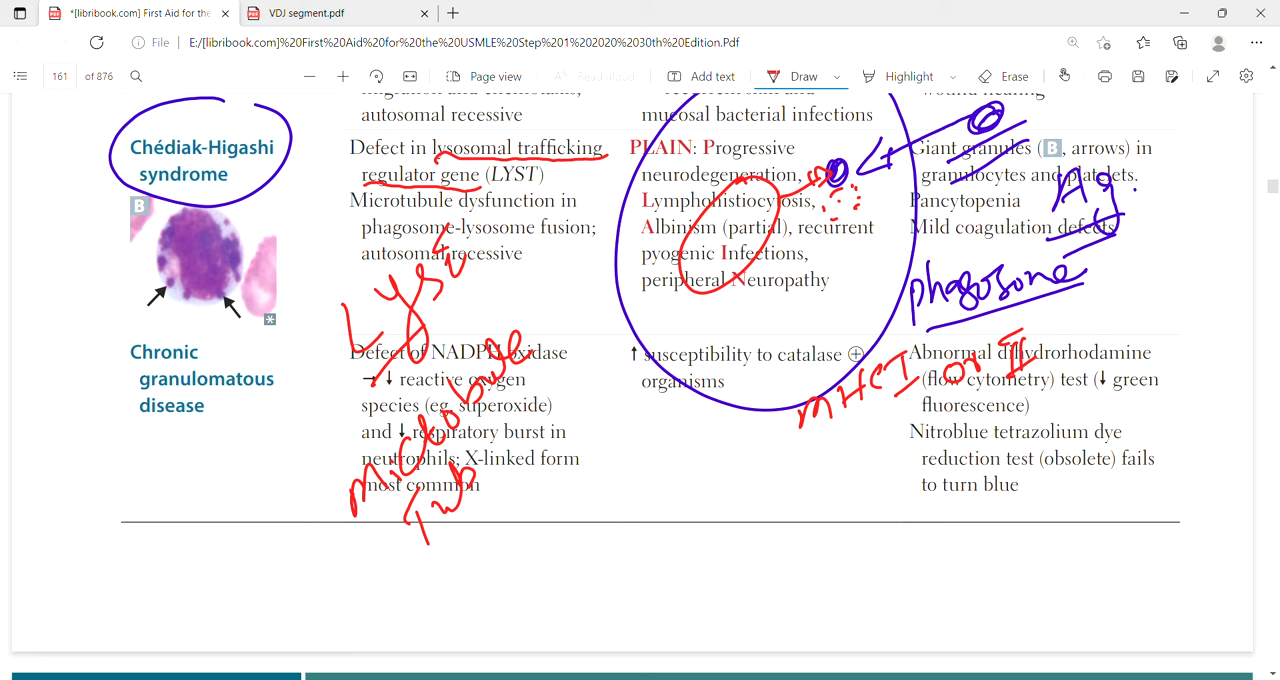 *[libribook.com] First Aid for the
VDJ segment.pdf
File
E:/[libribook.com]%20First%20Aid%20for%20the%20USMLE%20Step%201%202020%2030th%20Edition.Pdf
161 of 876
Page view
Read aloud
Add text
Draw
Highlight
Erase
autosomal recessive
mucosal bacterial infections
wound healing
Chédiak-Higashi
syndrome
B
Defect in lysosomal trafficking
regulator gene (LYST)
Microtubule dysfunction in
phagosome-lysosome fusion;
autosomal recessive
PLAIN: Progressive
neurodegeneration,
Lymphohistiocytosis,
Albinism (partial), recurrent
pyogenic Infections,
peripheral Neuropathy
Giant granules (B, arrows) in
granulocytes and platelets.
Pancytopenia
Mild coagulation defects
Ag.
phagosome
Lyst
Microbule
Tub
MHC I or II
Chronic
granulomatous
disease
Defect of NADPH oxidase
→ ↓ reactive oxygen
species (eg, superoxide)
and ↓ respiratory burst in
neutrophils; X-linked form
most common
↑ susceptibility to catalase ⊕
organisms
Abnormal dihydrorhodamine
(flow cytometry) test (↓ green
fluorescence)
Nitroblue tetrazolium dye
reduction test (obsolete) fails
to turn blue